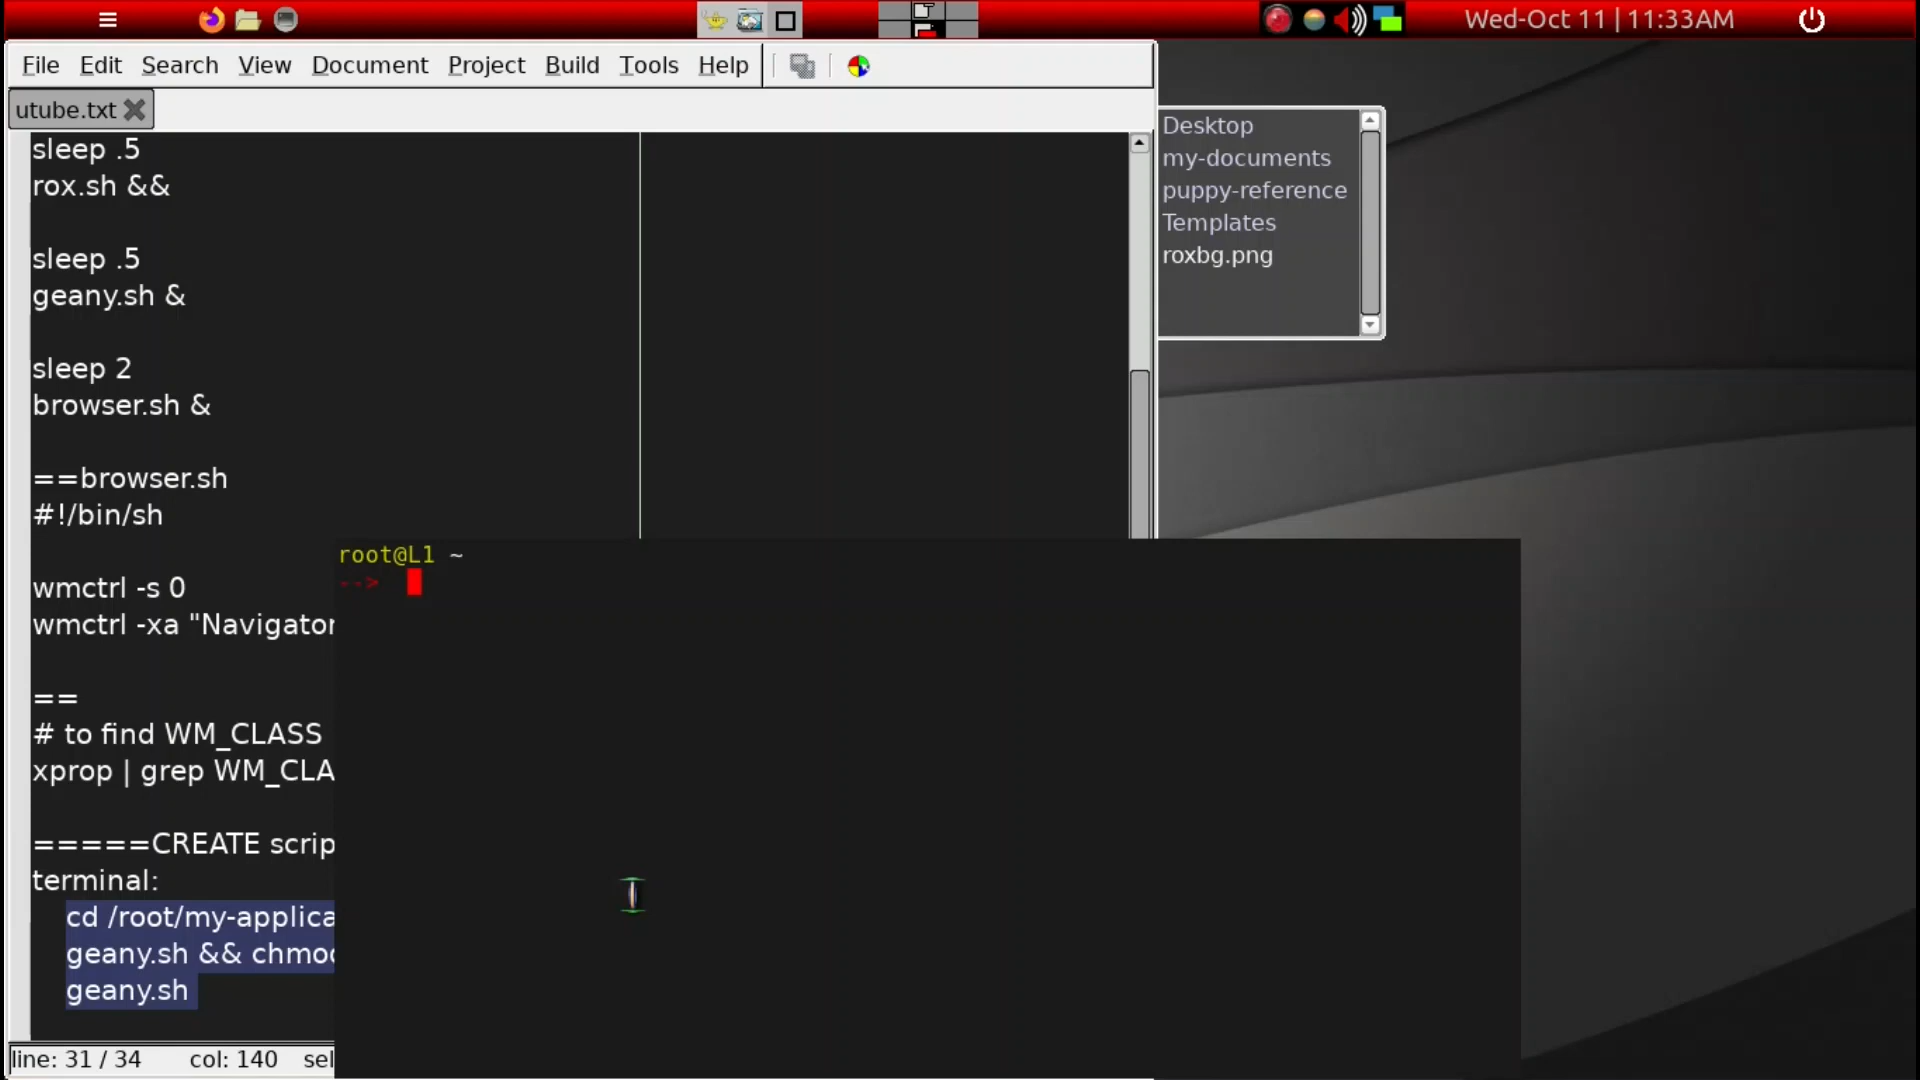 Wed-Oct 11 | 11:33AM
File Edit Search View Document Project Build Tools Help
utube.txt
sleep .5
rox.sh &&
sleep .5
geany.sh &
sleep 2
browser.sh &
==browser.sh
#!/bin/sh
wmctrl -s 0
wmctrl -xa "Navigator
==
# to find WM_CLASS
xprop | grep WM_CLA
=====CREATE scrip
terminal:
cd /root/my-applica
geany.sh && chmod
geany.sh
line: 31 / 34 col: 140 sel
Desktop
my-documents
puppy-reference
Templates
roxbg.png
root@L1 ~
-->